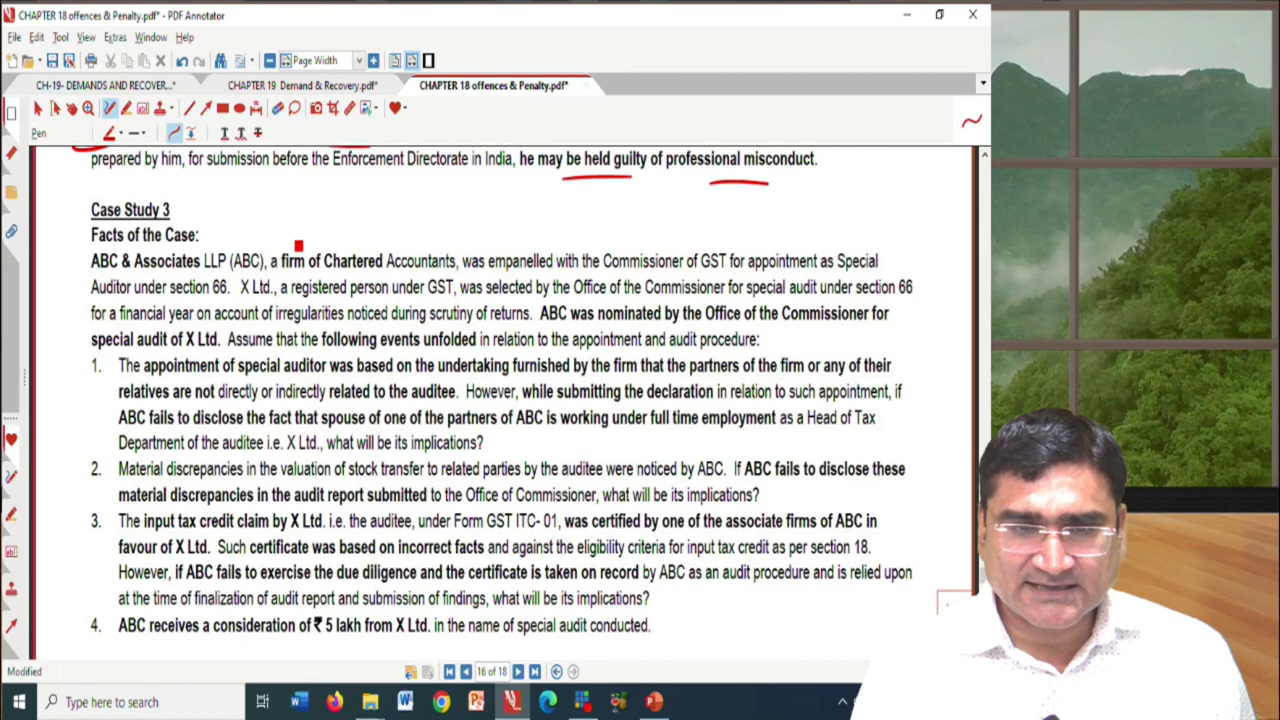 CHAPTER 18 offences & Penalty.pdf* - PDF Annotator
File Edit Tool View Extras Window Help
Page Width
CH-19- DEMANDS AND RECOVER...* CHAPTER 19 Demand & Recovery.pdf* CHAPTER 18 offences & Penalty.pdf*
Pen
prepared by him, for submission before the Enforcement Directorate in India, he may be held guilty of professional misconduct.
Case Study 3
Facts of the Case:
ABC & Associates LLP (ABC), a firm of Chartered Accountants, was empanelled with the Commissioner of GST for appointment as Special
Auditor under section 66. X Ltd., a registered person under GST, was selected by the Office of the Commissioner for special audit under section 66
for a financial year on account of irregularities noticed during scrutiny of returns. ABC was nominated by the Office of the Commissioner for
special audit of X Ltd. Assume that the following events unfolded in relation to the appointment and audit procedure:
1. The appointment of special auditor was based on the undertaking furnished by the firm that the partners of the firm or any of their
relatives are not directly or indirectly related to the auditee. However, while submitting the declaration in relation to such appointment, if
ABC fails to disclose the fact that spouse of one of the partners of ABC is working under full time employment as a Head of Tax
Department of the auditee i.e. X Ltd., what will be its implications?
2. Material discrepancies in the valuation of stock transfer to related parties by the auditee were noticed by ABC. If ABC fails to disclose these
material discrepancies in the audit report submitted to the Office of Commissioner, what will be its implications?
3. The input tax credit claim by X Ltd. i.e. the auditee, under Form GST ITC- 01, was certified by one of the associate firms of ABC in
favour of X Ltd. Such certificate was based on incorrect facts and against the eligibility criteria for input tax credit as per section 18.
However, if ABC fails to exercise the due diligence and the certificate is taken on record by ABC as an audit procedure and is relied upon
at the time of finalization of audit report and submission of findings, what will be its implications?
4. ABC receives a consideration of ₹ 5 lakh from X Ltd. in the name of special audit conducted.
Modified
16 of 18
Type here to search